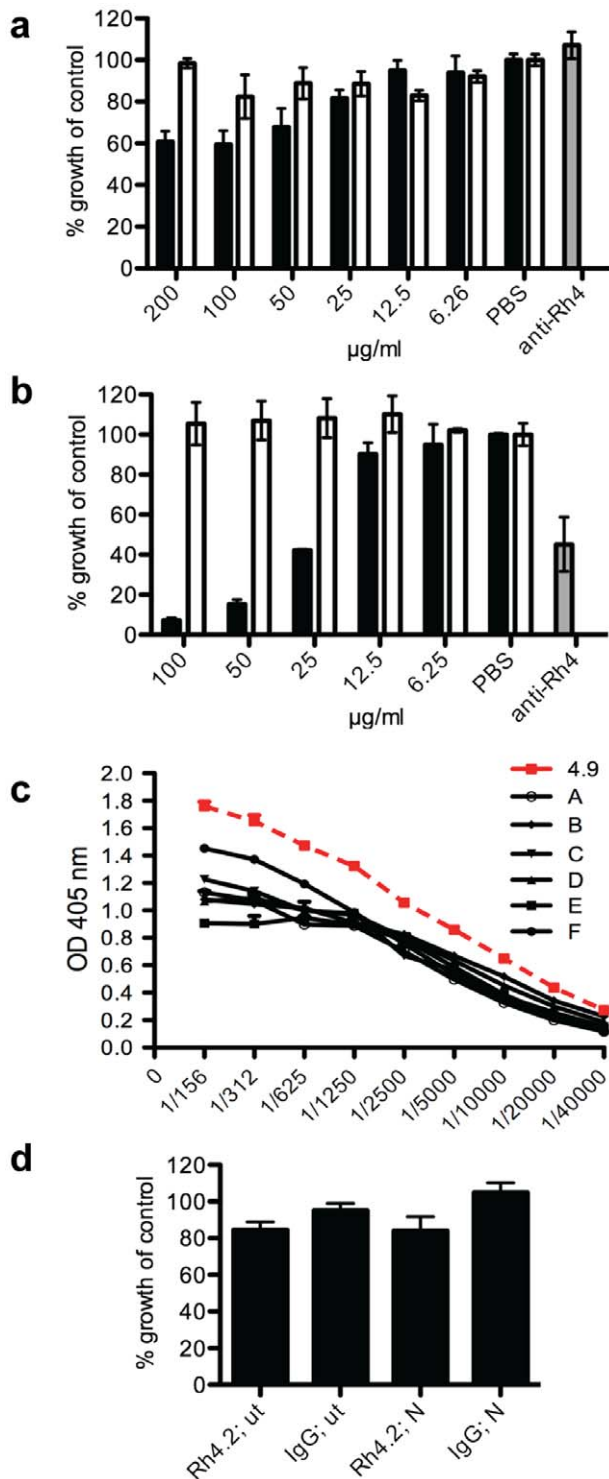 a
% growth of control
120
100
80
60
40
20
0
200
100
50
25
12.5
6.26
PBS
anti-Rh4
µg/ml
b
% growth of control
120
100
80
60
40
20
0
100
50
25
12.5
6.25
PBS
anti-Rh4
µg/ml
c
OD 405 nm
2.0
1.8
1.6
1.4
1.2
1.0
0.8
0.6
0.4
0.2
0.0
4.9
A
B
C
D
E
F
0
1/156
1/312
1/625
1/1250
1/2500
1/5000
1/10000
1/20000
1/40000
d
% growth of control
120
100
80
60
40
20
0
Rh4.2; ut
IgG; ut
Rh4.2; N
IgG; N